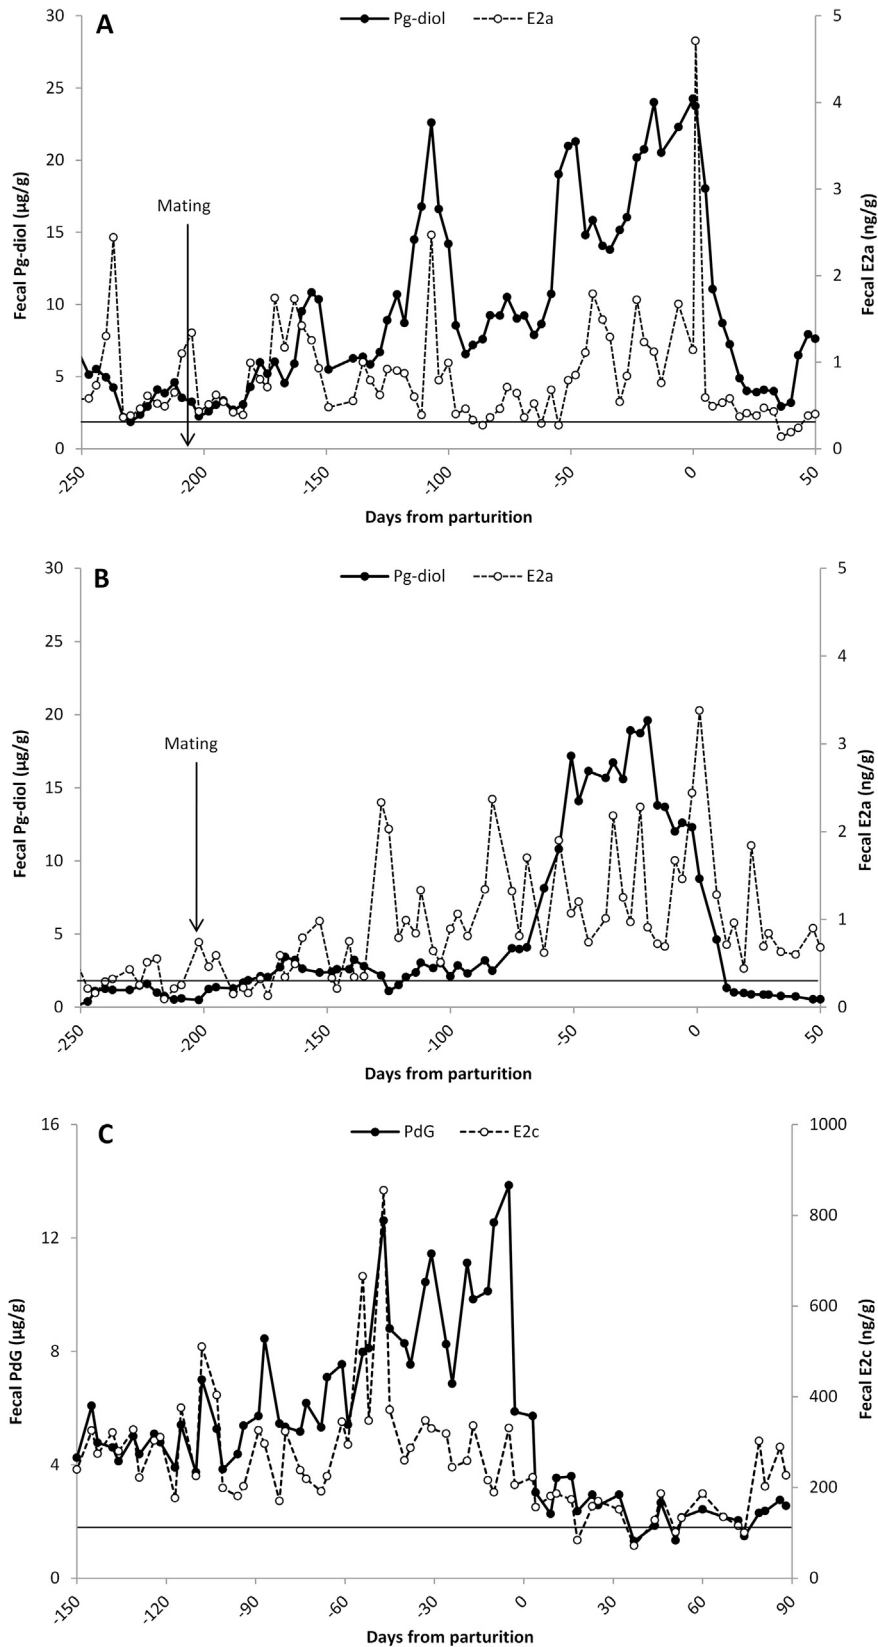 A
Pg-diol E2a
30
25
20
15
10
5
0
5
4
3
2
1
0
Fecal Pg-diol (µg/g)
Fecal E2a (ng/g)
Mating
-250 -200 -150 -100 -50 0 50
Days from parturition
B
Pg-diol E2a
30
25
20
15
10
5
0
5
4
3
2
1
0
Fecal Pg-diol (µg/g)
Fecal E2a (ng/g)
Mating
-250 -200 -150 -100 -50 0 50
Days from parturition
C
PdG E2c
16
12
8
4
0
1000
800
600
400
200
0
Fecal PdG (µg/g)
Fecal E2c (ng/g)
-150 -120 -90 -60 -30 0 30 60 90
Days from parturition